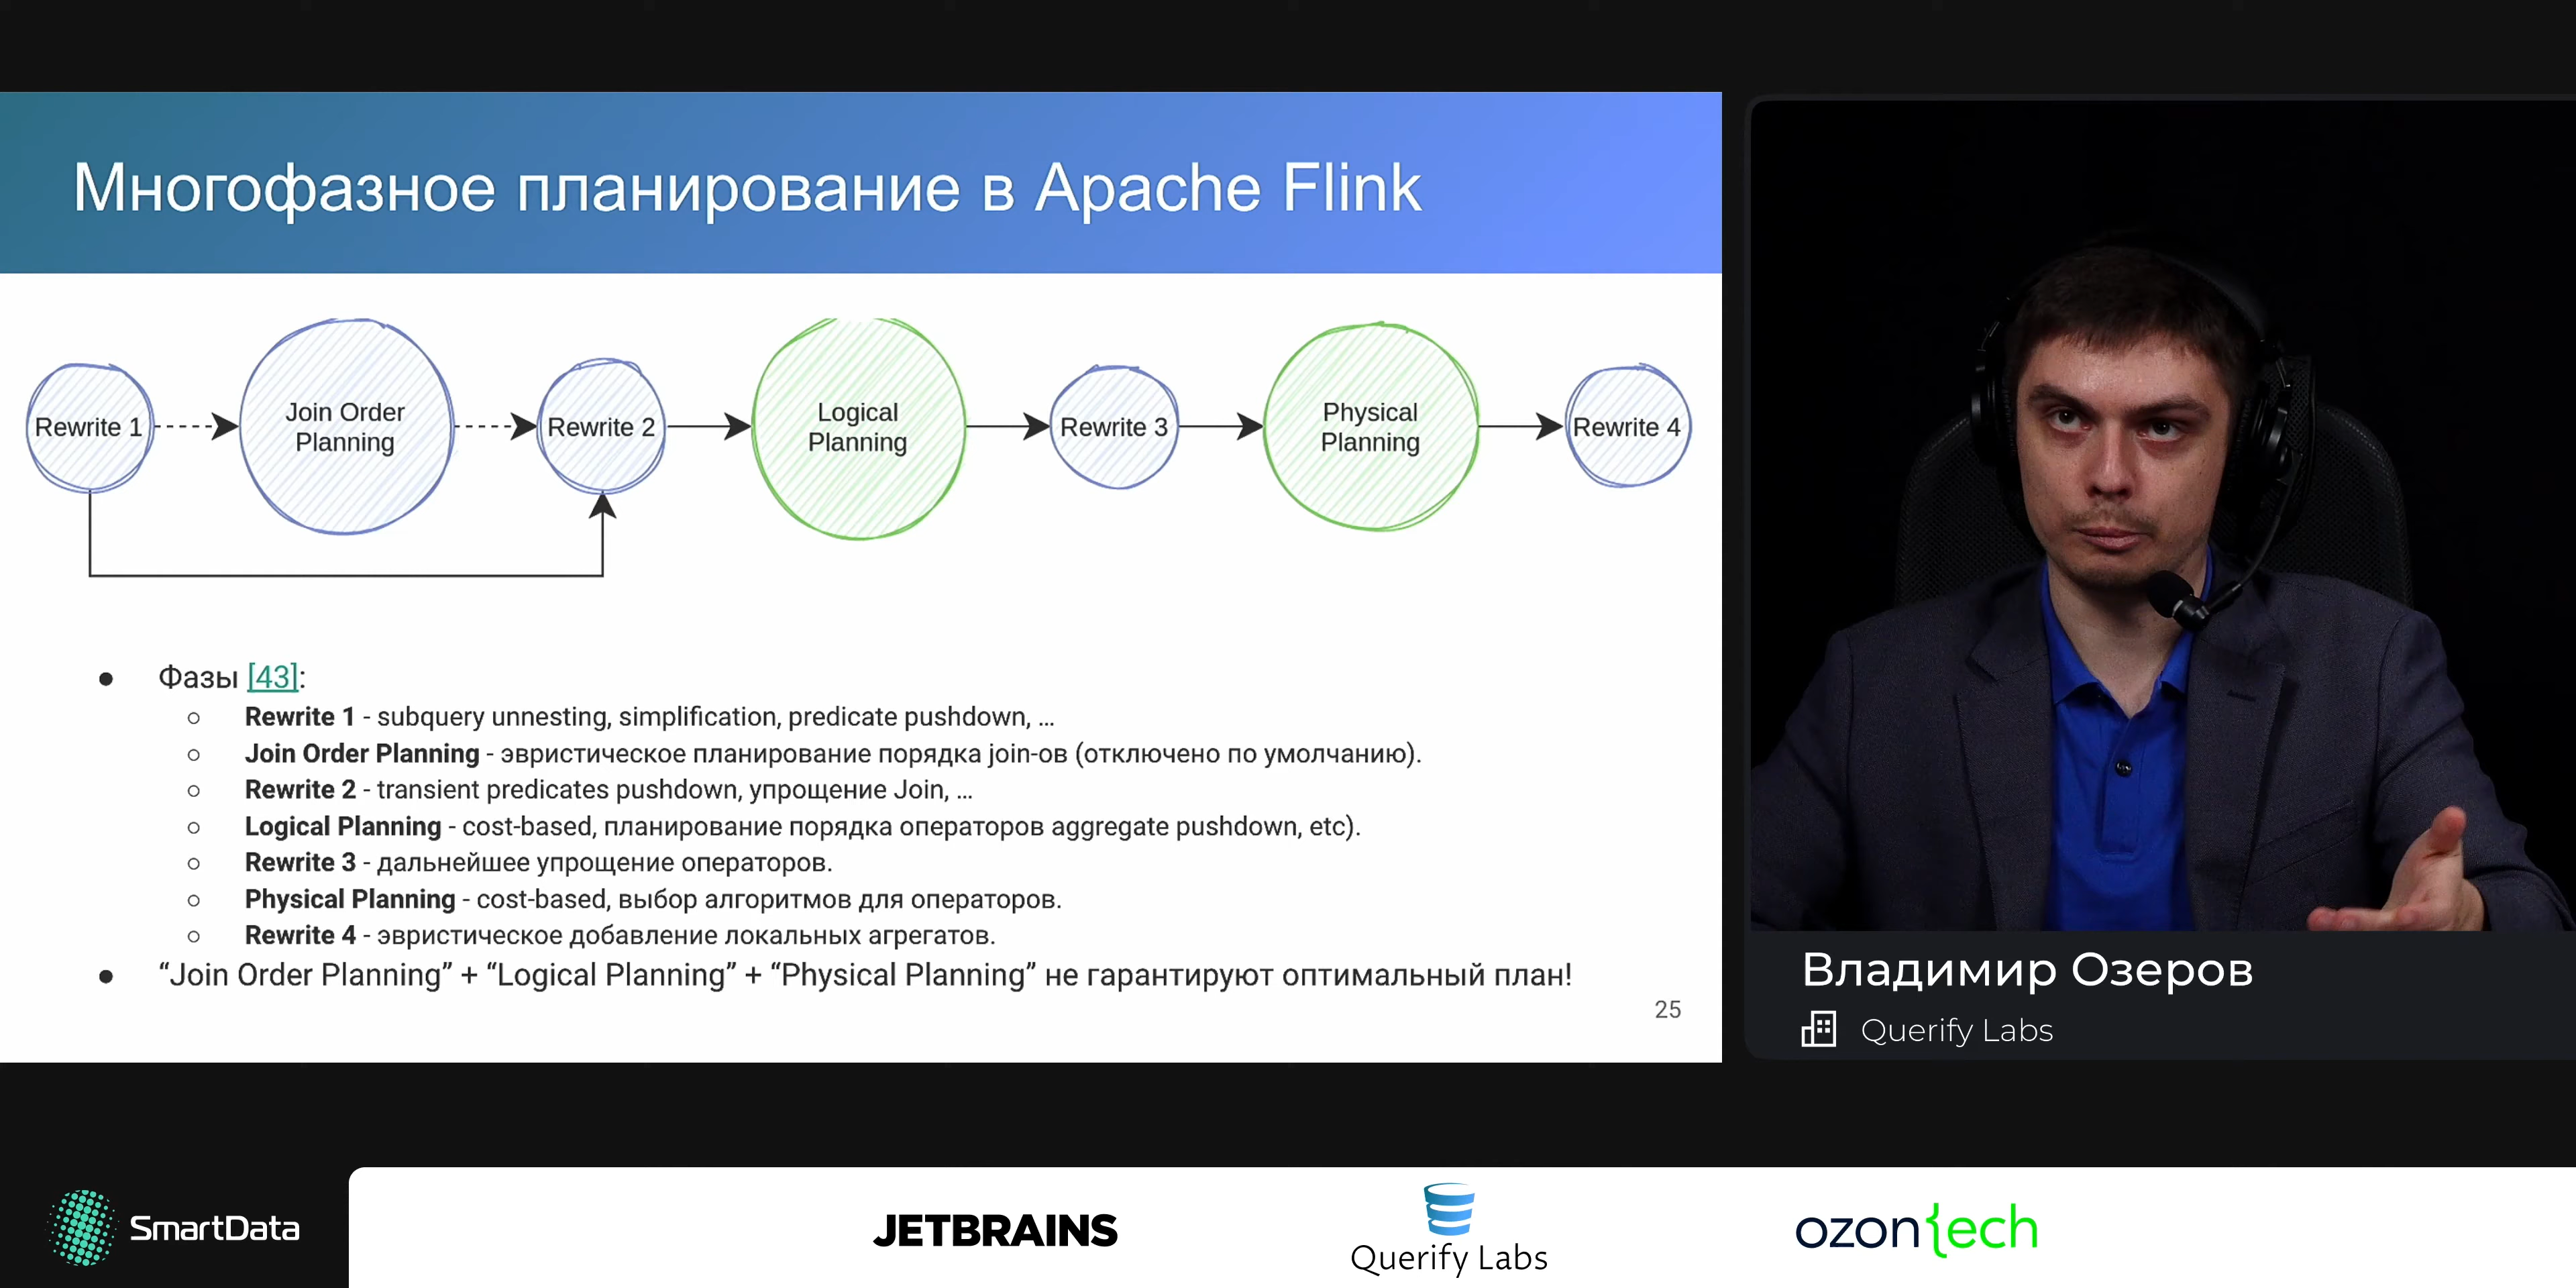 Многофазное планирование в Apache Flink
Rewrite 1
Join Order
Planning
Rewrite 2
Logical
Planning
Rewrite 3
Physical
Planning
Rewrite 4
● Фазы [43]:
○ Rewrite 1 - subquery unnesting, simplification, predicate pushdown, ...
○ Join Order Planning - эвристическое планирование порядка join-ов (отключено по умолчанию).
○ Rewrite 2 - transient predicates pushdown, упрощение Join, ...
○ Logical Planning - cost-based, планирование порядка операторов aggregate pushdown, etc).
○ Rewrite 3 - дальнейшее упрощение операторов.
○ Physical Planning - cost-based, выбор алгоритмов для операторов.
○ Rewrite 4 - эвристическое добавление локальных агрегатов.
● “Join Order Planning” + “Logical Planning” + “Physical Planning” не гарантируют оптимальный план!
25
Владимир Озеров
Querify Labs
SmartData
JETBRAINS
Querify Labs
ozon{ech